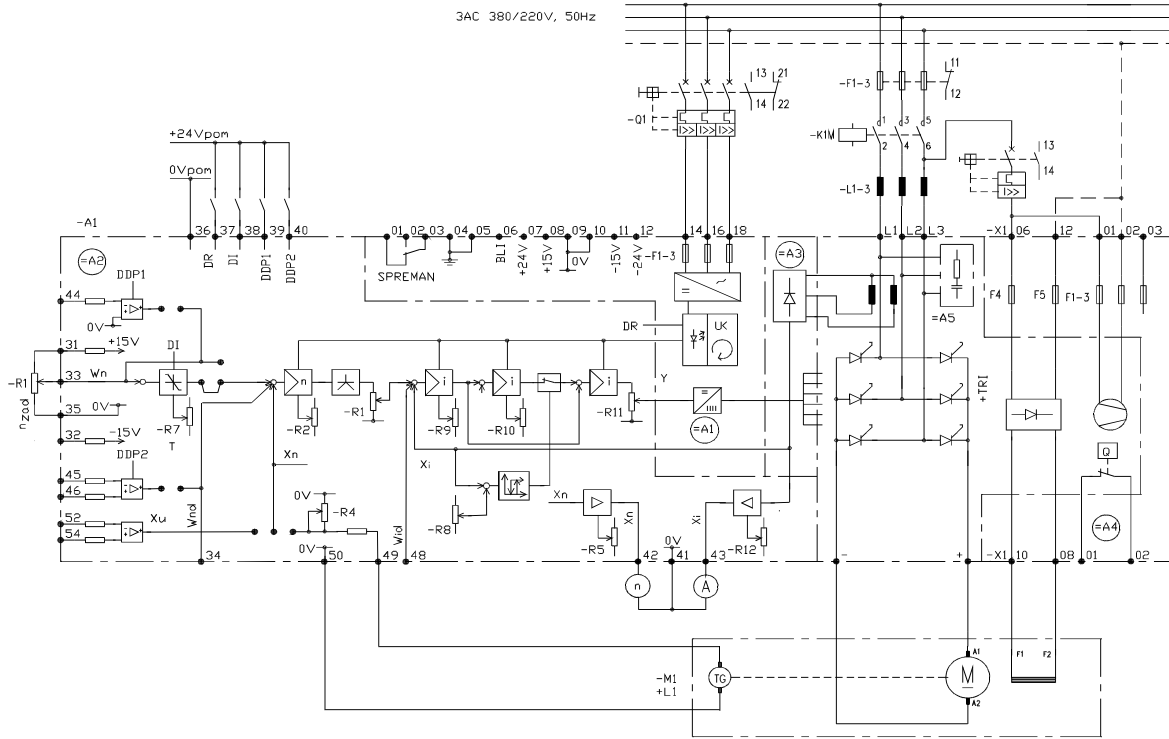 3AC 380/220V, 50Hz
13 21
14 22
-Q1
I>> I>> I>>
-F1-3
11
12
1 3 5
-K1M
2 4 6
-L1-3
13
14
I>>
+24Vpom
0Vpom
-A1
36 37 38 39 40
DR
DI
DDP1
DDP2
01 02 03 04 05 06 07 08 09 10 11 12
SPREMAN
BLI
+24V
+15V
0V
-15V
-24V
14 16 18
-F1-3
L1 L2 L3
-X1 06 12 01 02 03
=A2
DDP1
44
0V
=A3
=A5
F4 F5 F1-3
DR
UK
31 +15V
DI
-R1
33 Wn
n
i i i
Y
nzad
35 0V
-R7
T
-R2
-R1
-R9
-R10
-R11
=A1
+TRI
32 -15V
DDP2
45
46
Wnd
Xn
Xi
Q
52
54
Xu
0V
-R4
Wid
-R8
Xn
-R5
Xn
Xi
-R12
=A4
0V
0V
34 50 49 48 42 41 43
- + -X1 10 08 01 02
n A
-M1
+L1
TG
A1
M
A2
F1 F2